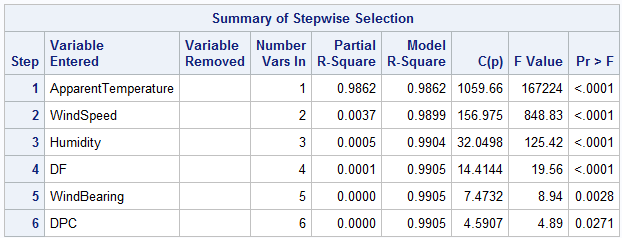 Summary of Stepwise Selection
Step Variable Entered Variable Removed Number Vars In Partial R-Square Model R-Square C(p) F Value Pr > F
1 ApparentTemperature 1 0.9862 0.9862 1059.66 167224 <.0001
2 WindSpeed 2 0.0037 0.9899 156.975 848.83 <.0001
3 Humidity 3 0.0005 0.9904 32.0498 125.42 <.0001
4 DF 4 0.0001 0.9905 14.4144 19.56 <.0001
5 WindBearing 5 0.0000 0.9905 7.4732 8.94 0.0028
6 DPC 6 0.0000 0.9905 4.5907 4.89 0.0271